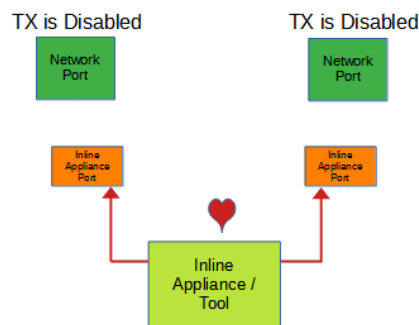 TX is Disabled
TX is Disabled
Network
Port
Network
Port
Inline
Appliance
Port
Inline
Appliance
Port
Inline
Appliance /
Tool